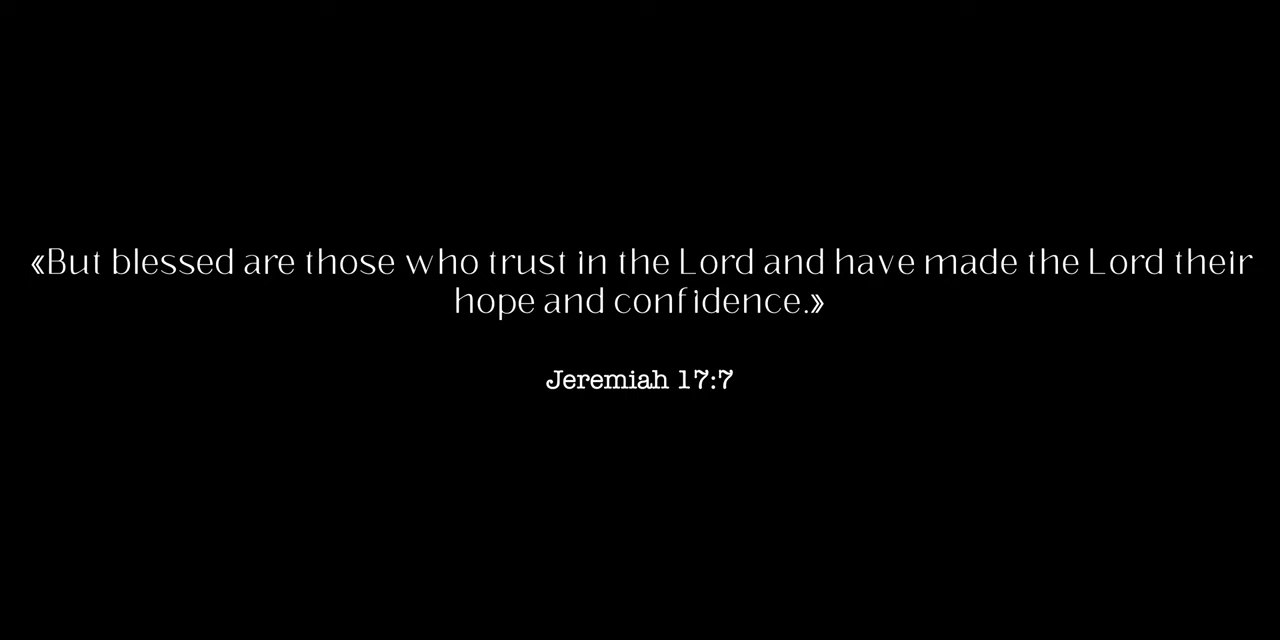 «But blessed are those who trust in the Lord and have made the Lord their
hope and confidence.»
Jeremiah 17:7